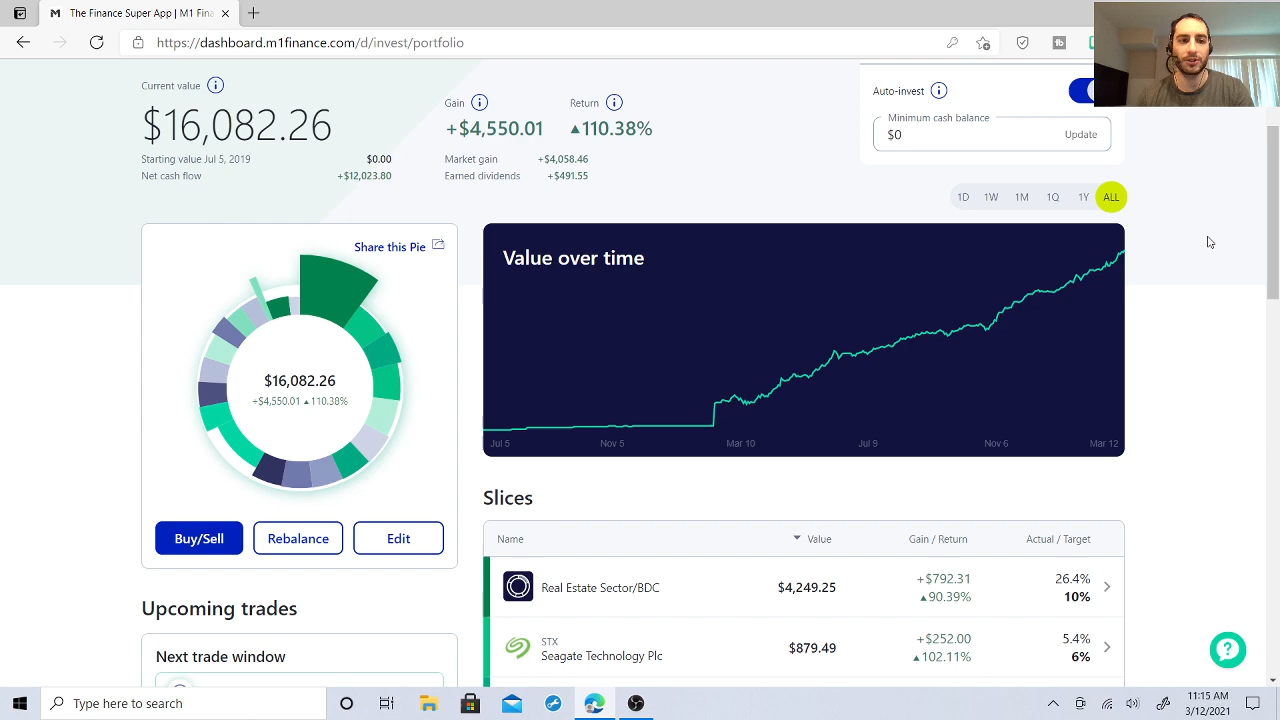 The Finance Super App | M1 Fina
https://dashboard.m1finance.com/d/invest/portfolio
Current value
$16,082.26
Starting value Jul 5, 2019 $0.00
Net cash flow +$12,023.80
Gain Return
+$4,550.01 ▲110.38%
Market gain +$4,058.46
Earned dividends +$491.55
Auto-invest
Minimum cash balance
$0 Update
1D 1W 1M 1Q 1Y ALL
Share this Pie
$16,082.26
+$4,550.01 ▲110.38%
Buy/Sell Rebalance Edit
Value over time
Jul 5 Nov 5 Mar 10 Jul 9 Nov 6 Mar 12
Slices
Name Value Gain / Return Actual / Target
Real Estate Sector/BDC $4,249.25 +$792.31 26.4%
▲90.39% 10%
STX
Seagate Technology Plc $879.49 +$252.00 5.4%
▲102.11% 6%
Upcoming trades
Next trade window
Type here to search
11:15 AM
3/12/2021